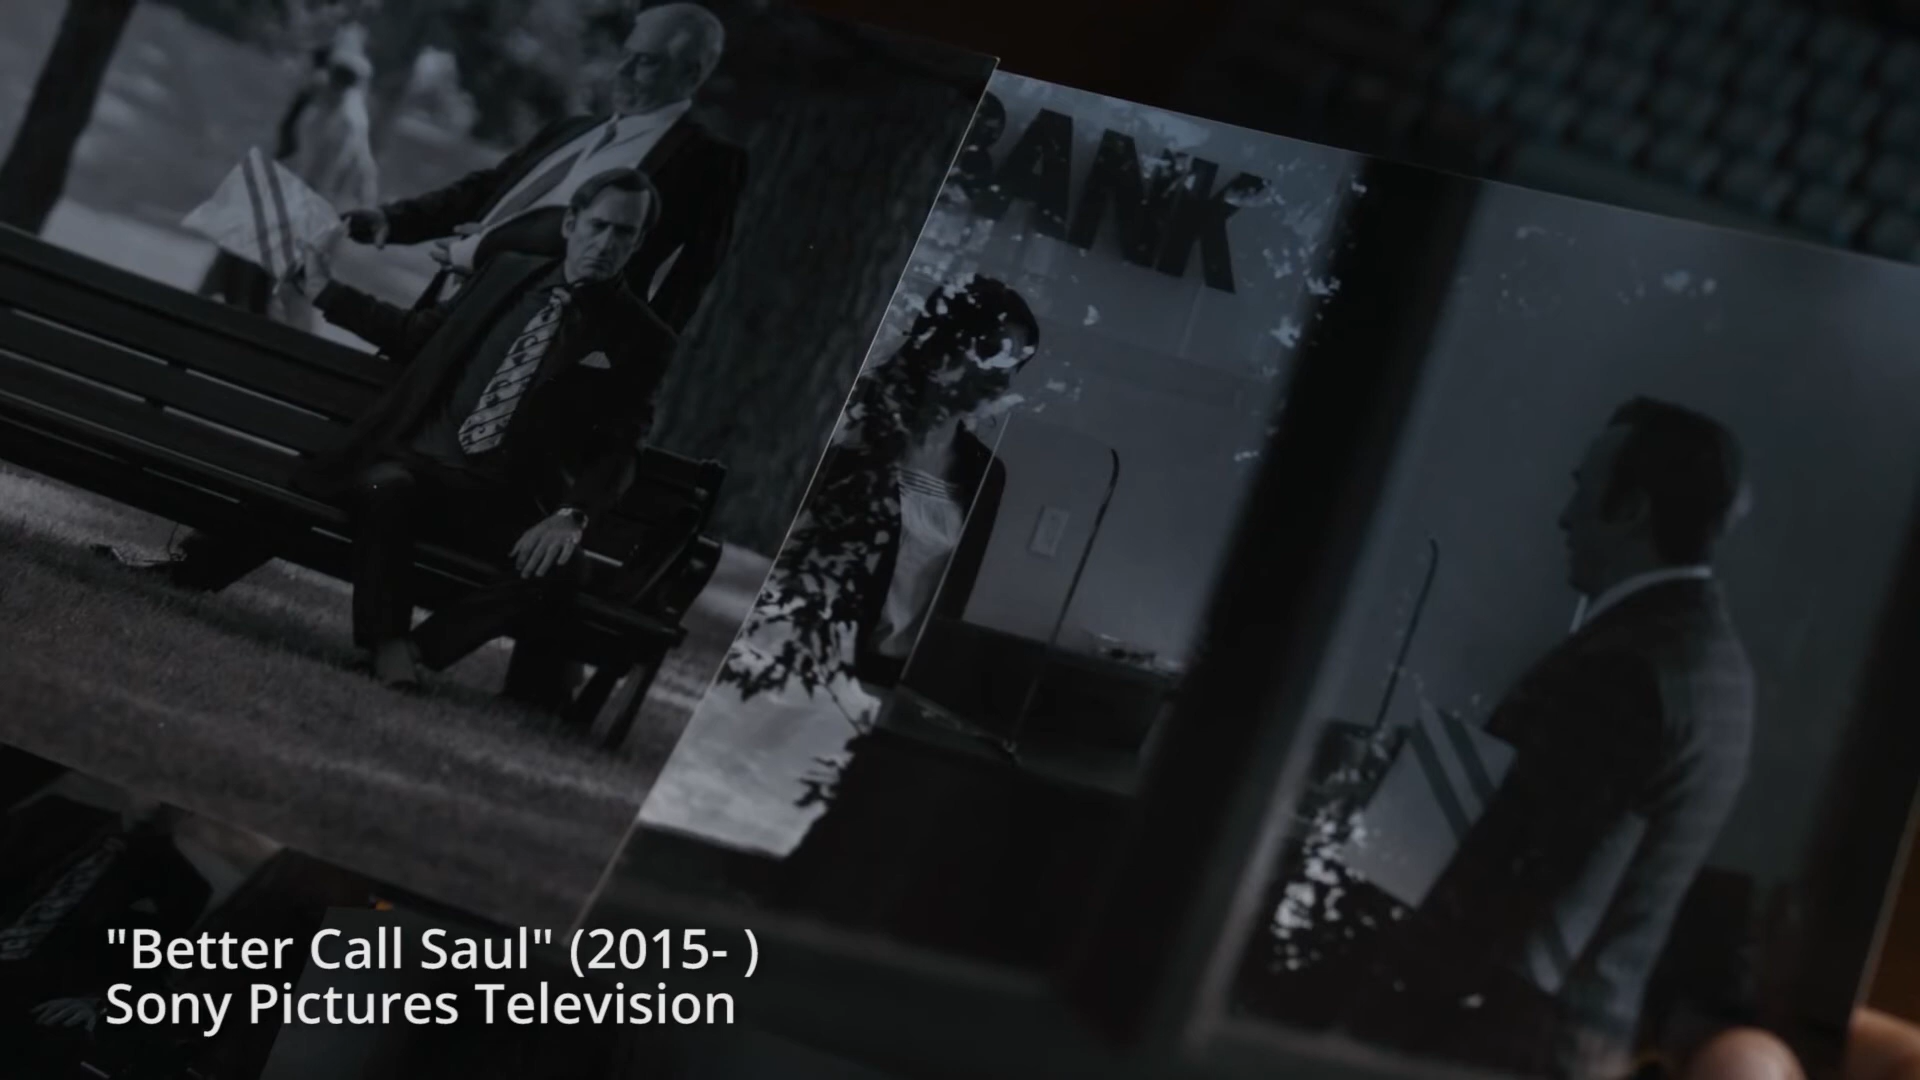 BANK
"Better Call Saul" (2015- )
Sony Pictures Television